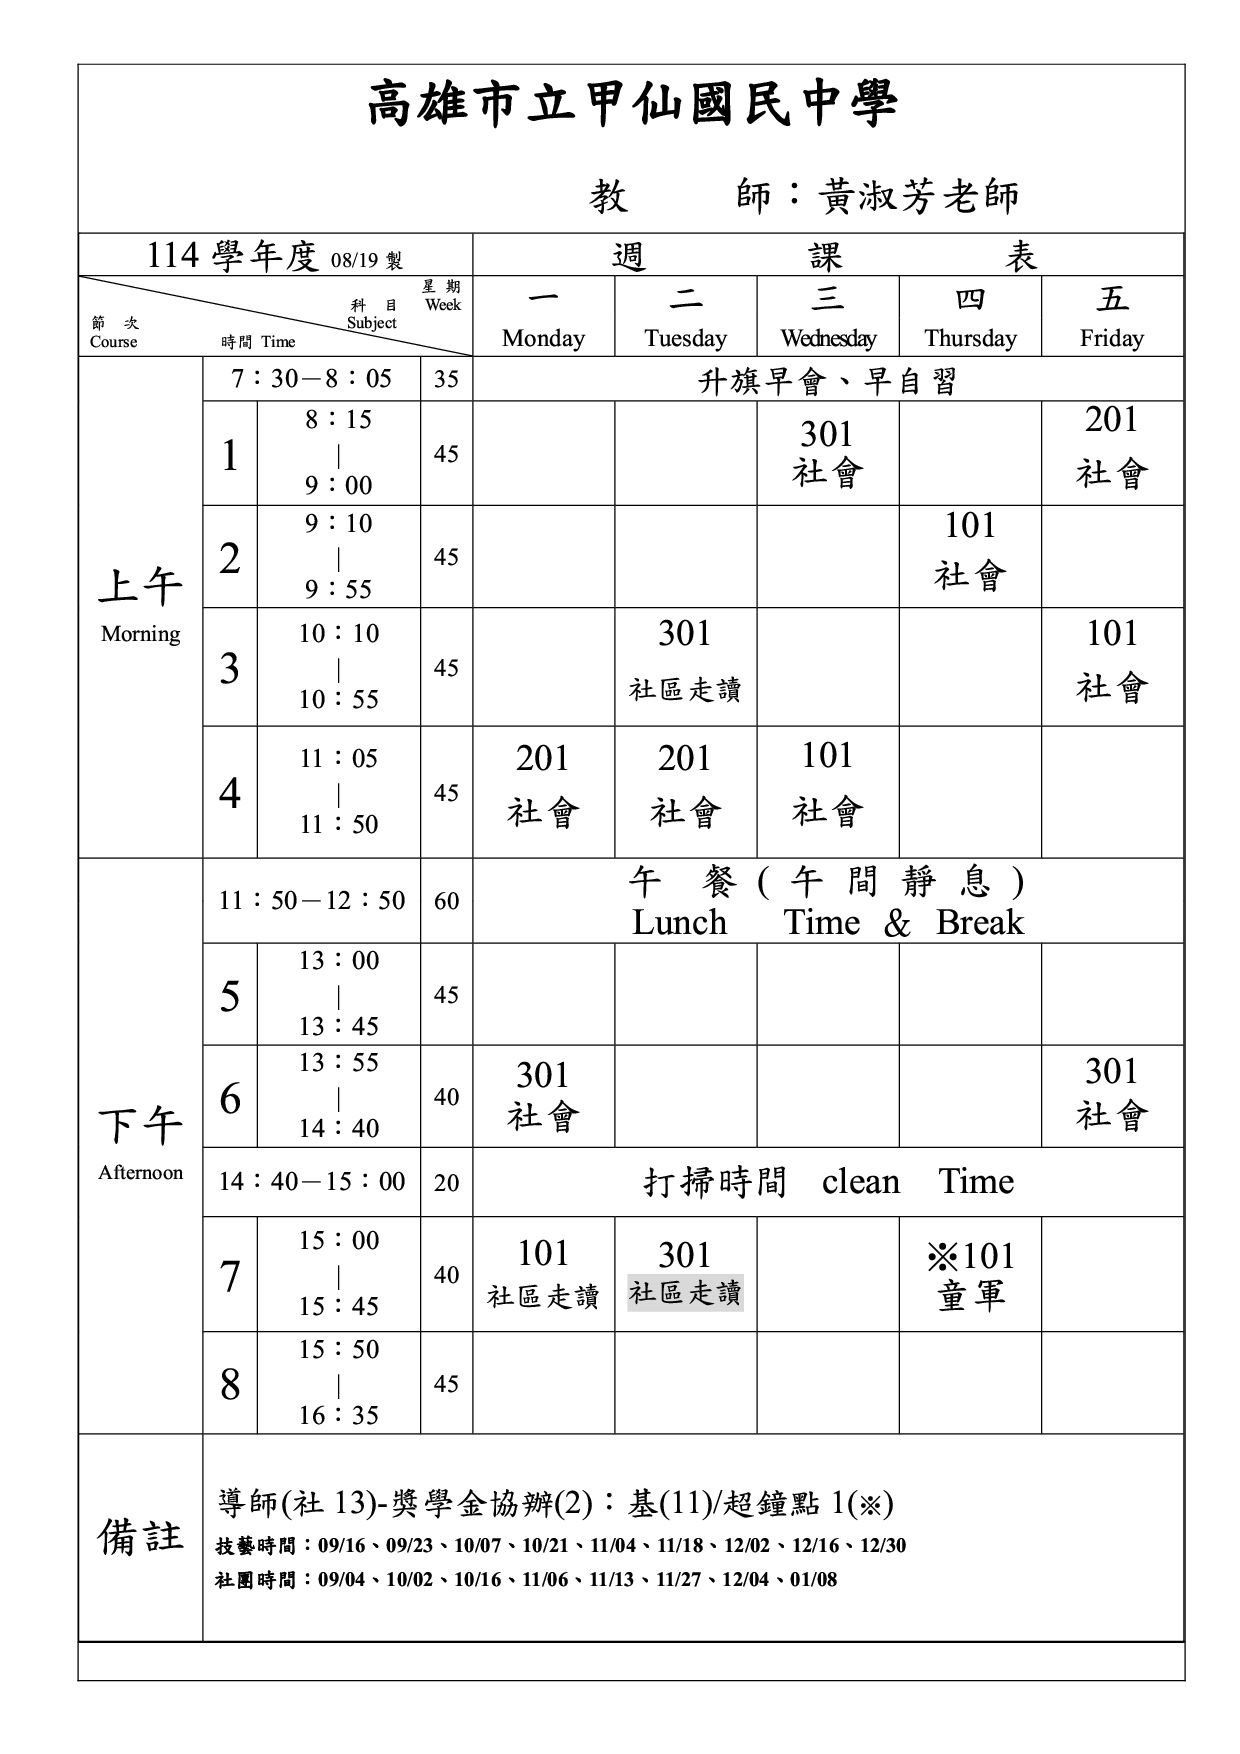 高雄市立甲仙國民中學
教 師：黃淑芳老師
114 學年度 08/19 製 週 課 表
節 次 Course 時間 Time 科 目 Subject 星 期 Week
一 二 三 四 五
Monday Tuesday Wednesday Thursday Friday
上午
Morning
7：30－8：05 35 升旗早會、早自習
1 8：15｜9：00 45
301 社會
201 社會
2 9：10｜9：55 45
101 社會
3 10：10｜10：55 45
301 社區走讀
101 社會
4 11：05｜11：50 45
201 社會
201 社會
101 社會
下午
Afternoon
11：50－12：50 60 午 餐 ( 午 間 靜 息 )
Lunch Time & Break
5 13：00｜13：45 45
6 13：55｜14：40 40
301 社會
301 社會
14：40－15：00 20 打掃時間 clean Time
7 15：00｜15：45 40
101 社區走讀
301 社區走讀
※101 童軍
8 15：50｜16：35 45
備註
導師(社 13)-獎學金協辦(2)：基(11)/超鐘點 1(※)
技藝時間：09/16、09/23、10/07、10/21、11/04、11/18、12/02、12/16、12/30
社團時間：09/04、10/02、10/16、11/06、11/13、11/27、12/04、01/08